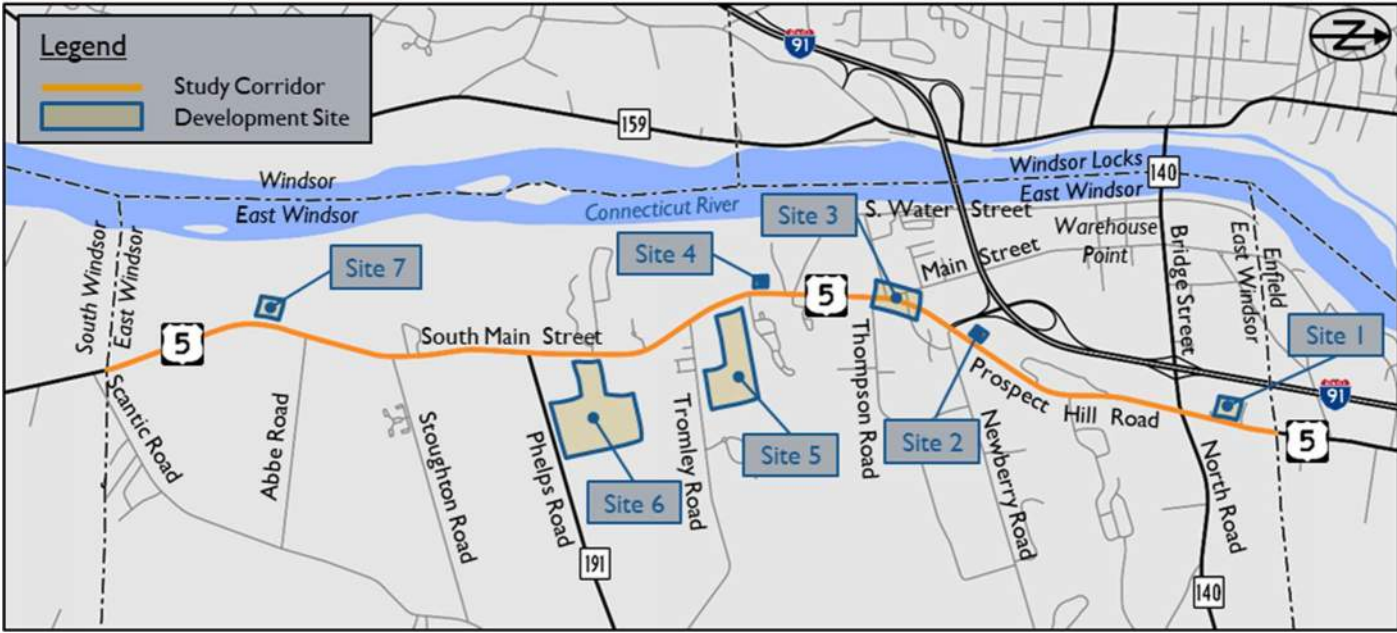 Legend
Study Corridor
Development Site
91
159
Windsor
East Windsor
Connecticut River
Windsor Locks
East Windsor
140
S. Water Street
Warehouse
Point
Main Street
Bridge Street
Enfield
East Windsor
South Windsor
East Windsor
Site 7
Site 4
Site 3
Site 1
5
South Main Street
5
Thompson Road
Site 2
Prospect Hill Road
91
5
Scantic Road
Abbe Road
Stoughton Road
Phelps Road
Site 6
Tromley Road
Site 5
Newberry Road
North Road
191
140
N